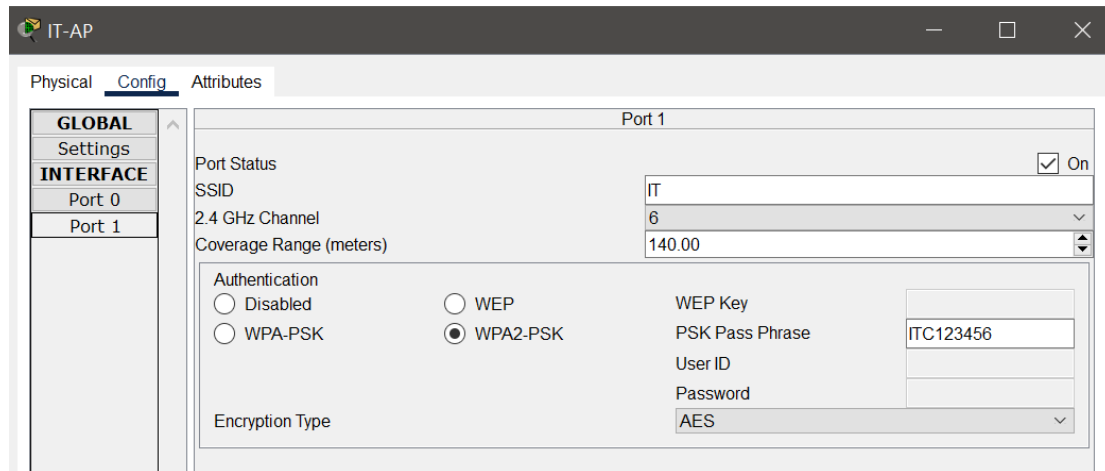 IT-AP
Physical Config Attributes
GLOBAL
Settings
INTERFACE
Port 0
Port 1
Port 1
Port Status On
SSID IT
2.4 GHz Channel 6
Coverage Range (meters) 140.00
Authentication
Disabled WEP WEP Key
WPA-PSK WPA2-PSK PSK Pass Phrase ITC123456
User ID
Password
Encryption Type AES